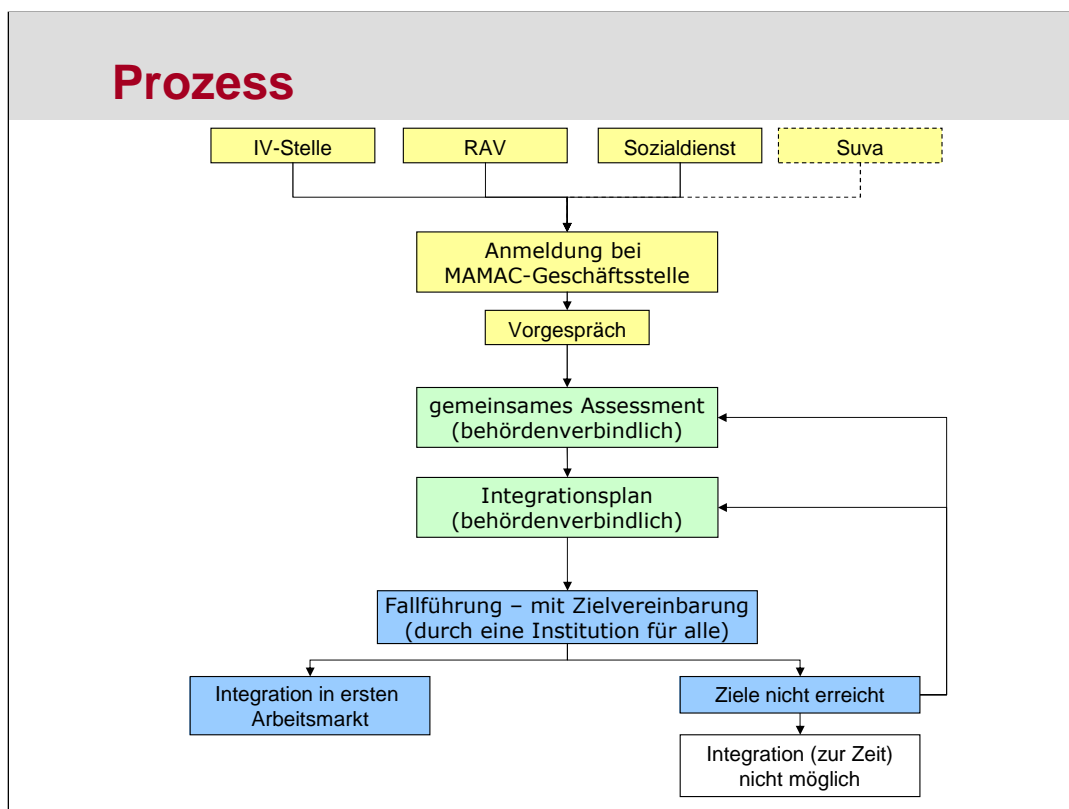 Prozess
IV-Stelle
RAV
Sozialdienst
Suva
Anmeldung bei
MAMAC-Geschäftsstelle
Vorgespräch
gemeinsames Assessment
(behördenverbindlich)
Integrationsplan
(behördenverbindlich)
Fallführung – mit Zielvereinbarung
(durch eine Institution für alle)
Integration in ersten
Arbeitsmarkt
Ziele nicht erreicht
Integration (zur Zeit)
nicht möglich